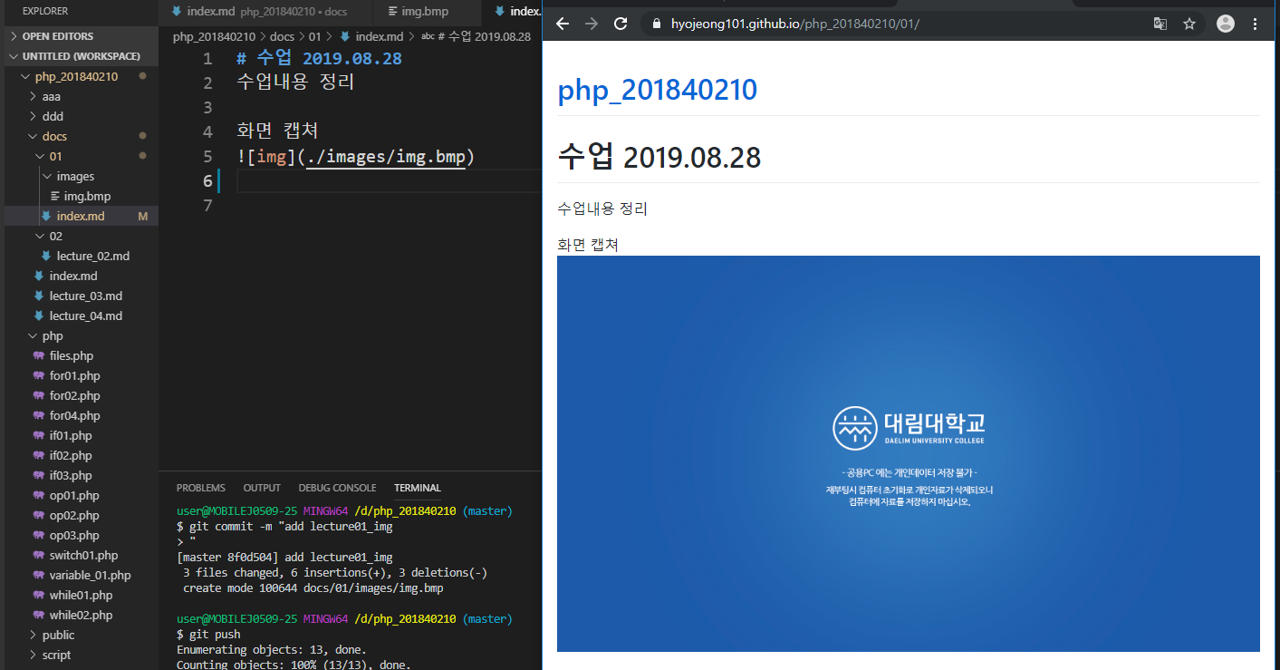 EXPLORER
OPEN EDITORS
UNTITLED (WORKSPACE)
php_201840210
aaa
ddd
docs
01
images
img.bmp
index.md M
02
lecture_02.md
index.md
lecture_03.md
lecture_04.md
php
files.php
for01.php
for02.php
for04.php
if01.php
if02.php
if03.php
op01.php
op02.php
op03.php
switch01.php
variable_01.php
while01.php
while02.php
public
script
index.md php_201840210 • docs
img.bmp
index.
php_201840210 > docs > 01 > index.md > abc # 수업 2019.08.28
1 # 수업 2019.08.28
2 수업내용 정리
3
4 화면 캡쳐
5 ![img](./images/img.bmp)
6
7
PROBLEMS OUTPUT DEBUG CONSOLE TERMINAL
user@MOBILEJ0509-25 MINGW64 /d/php_201840210 (master)
$ git commit -m "add lecture01_img
> "
[master 8f0d504] add lecture01_img
3 files changed, 6 insertions(+), 3 deletions(-)
create mode 100644 docs/01/images/img.bmp
user@MOBILEJ0509-25 MINGW64 /d/php_201840210 (master)
$ git push
Enumerating objects: 13, done.
Counting objects: 100% (13/13), done.
hyojeong101.github.io/php_201840210/01/
php_201840210
수업 2019.08.28
수업내용 정리
화면 캡쳐
대림대학교
DAELIM UNIVERSITY COLLEGE
- 공용PC 에는 개인데이터 저장 불가 -
재부팅시 컴퓨터 초기화로 개인자료가 삭제되오니
컴퓨터에 자료를 저장하지 마십시오.